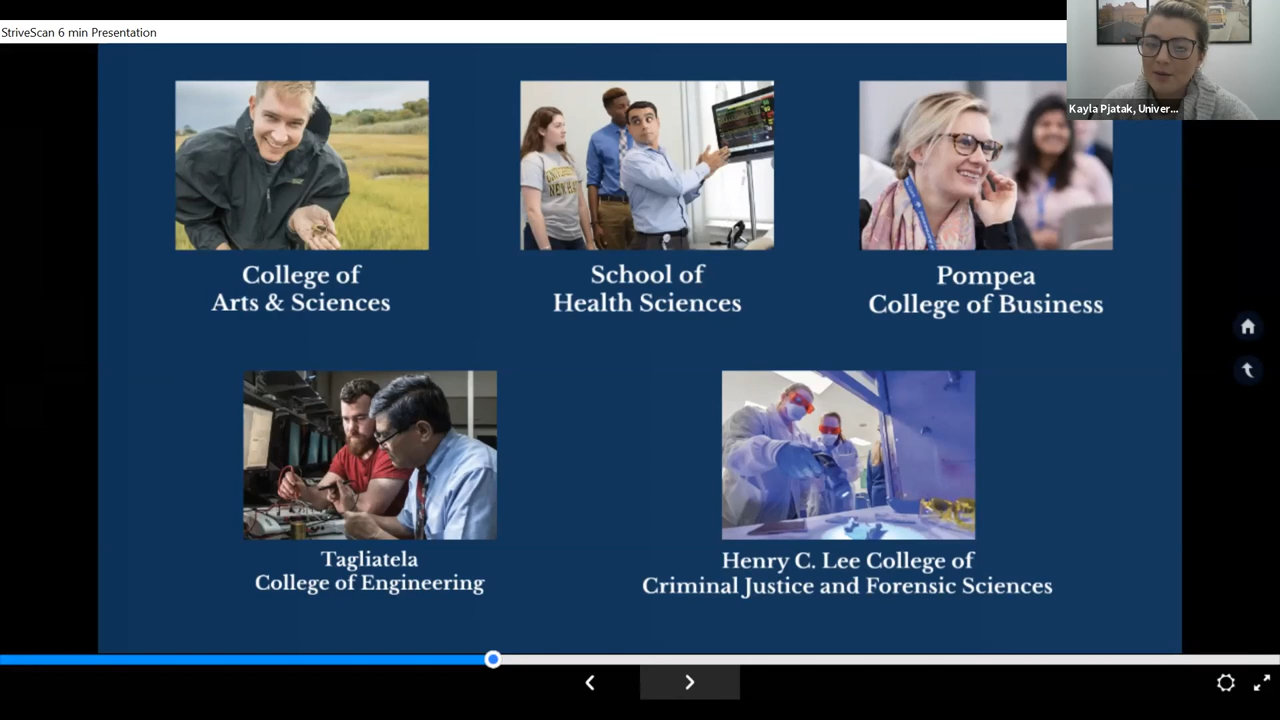 StriveScan 6 min Presentation
Kayla Pjatak, Univer...
College of
Arts & Sciences
School of
Health Sciences
Pompea
College of Business
Tagliatela
College of Engineering
Henry C. Lee College of
Criminal Justice and Forensic Sciences